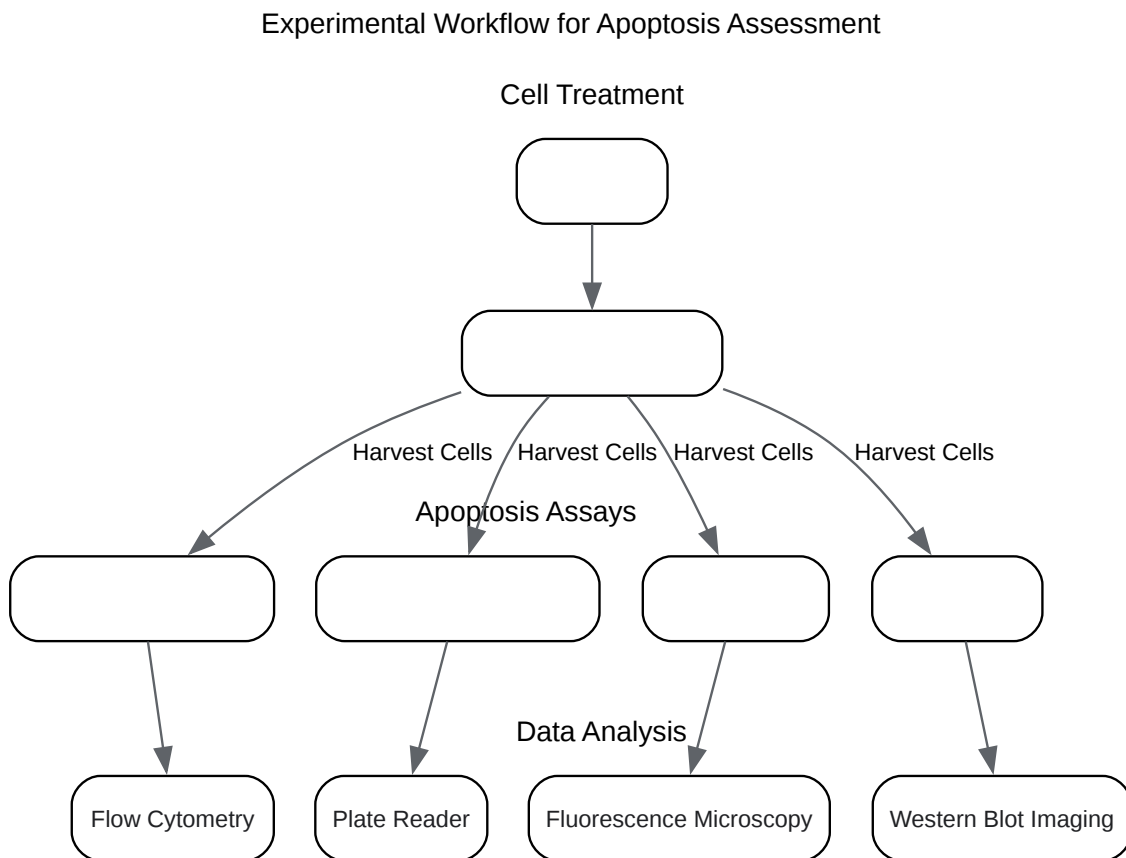 Experimental Workflow for Apoptosis Assessment
Cell Treatment
Harvest Cells
Harvest Cells
Harvest Cells
Harvest Cells
Apoptosis Assays
Data Analysis
Flow Cytometry
Plate Reader
Fluorescence Microscopy
Western Blot Imaging